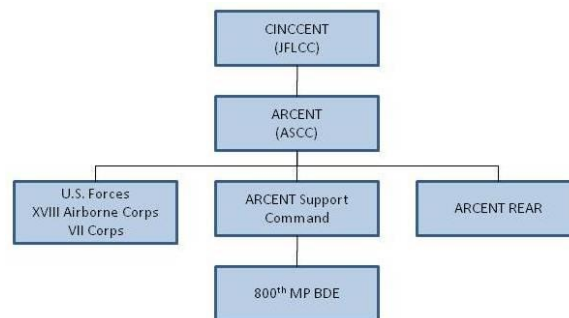 CINCCENT
(JFLCC)
ARCENT
(ASCC)
U.S. Forces
XVIII Airborne Corps
VII Corps
ARCENT Support
Command
ARCENT REAR
800th MP BDE